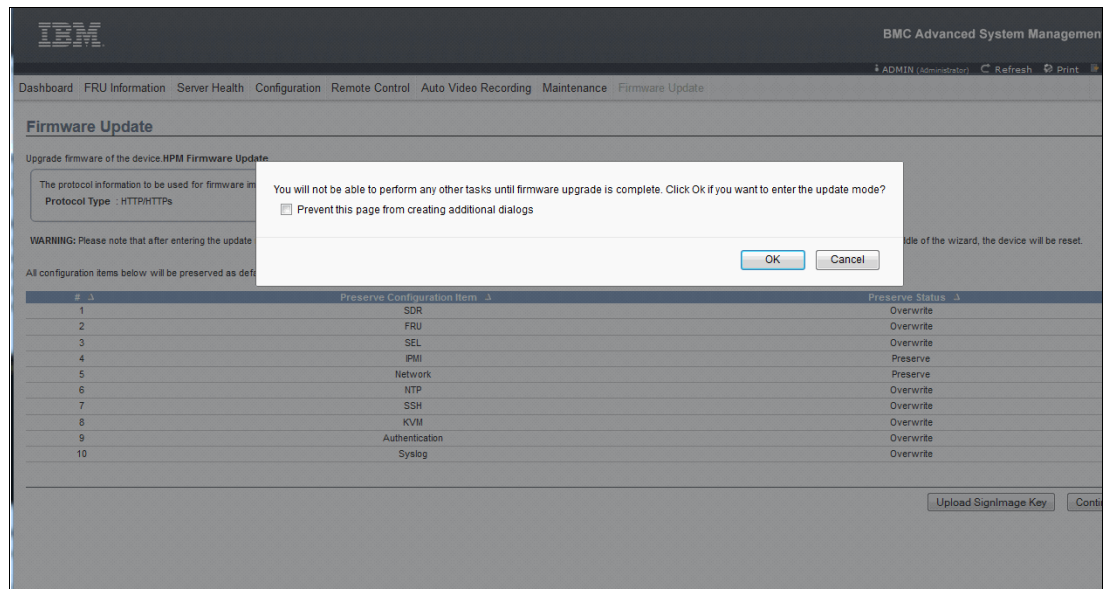 IBM
BMC Advanced System Managemen
ADMIN (Administrator) Refresh Print
Dashboard FRU Information Server Health Configuration Remote Control Auto Video Recording Maintenance Firmware Update
Firmware Update
Upgrade firmware of the device.HPM Firmware Update
The protocol information to be used for firmware im
Protocol Type : HTTP/HTTPs
You will not be able to perform any other tasks until firmware upgrade is complete. Click Ok if you want to enter the update mode?
Prevent this page from creating additional dialogs
OK Cancel
WARNING: Please note that after entering the update ddle of the wizard, the device will be reset.
All configuration items below will be preserved as defa
# Preserve Configuration Item Preserve Status
1 SDR Overwrite
2 FRU Overwrite
3 SEL Overwrite
4 IPMI Preserve
5 Network Preserve
6 NTP Overwrite
7 SSH Overwrite
8 KVM Overwrite
9 Authentication Overwrite
10 Syslog Overwrite
Upload SignImage Key Conti